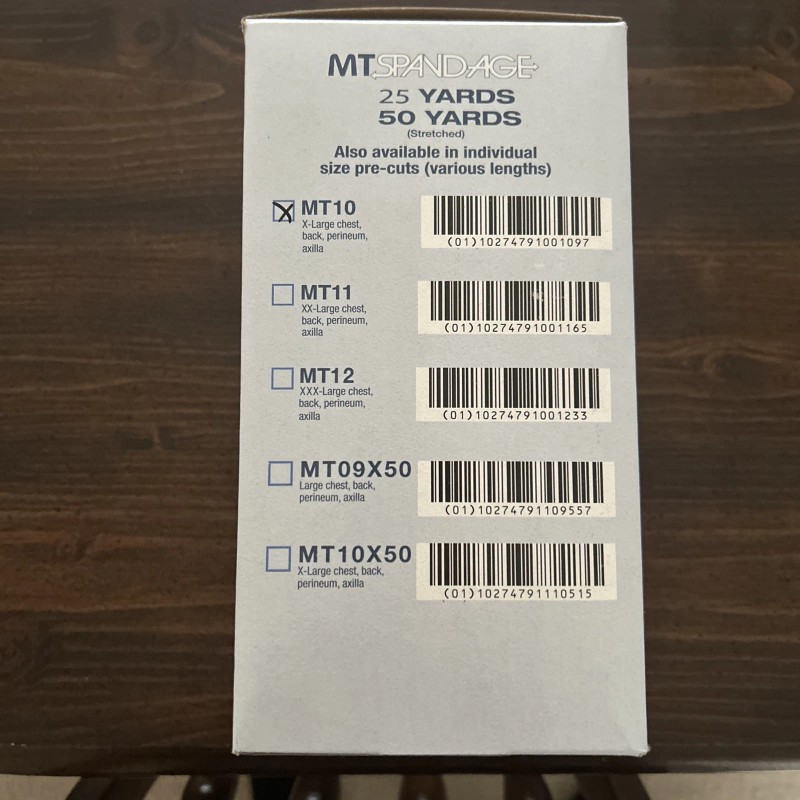 MT SPANDAGE
25 YARDS
50 YARDS
(Stretched)
Also available in individual
size pre-cuts (various lengths)
MT10
X-Large chest,
back, perineum,
axilla
(01)10274791001097
MT11
XX-Large chest,
back, perineum,
axilla
(01)10274791001165
MT12
XXX-Large chest,
back, perineum,
axilla
(01)10274791001233
MT09X50
Large chest, back,
perineum, axilla
(01)10274791109557
MT10X50
X-Large chest, back,
perineum, axilla
(01)10274791110515